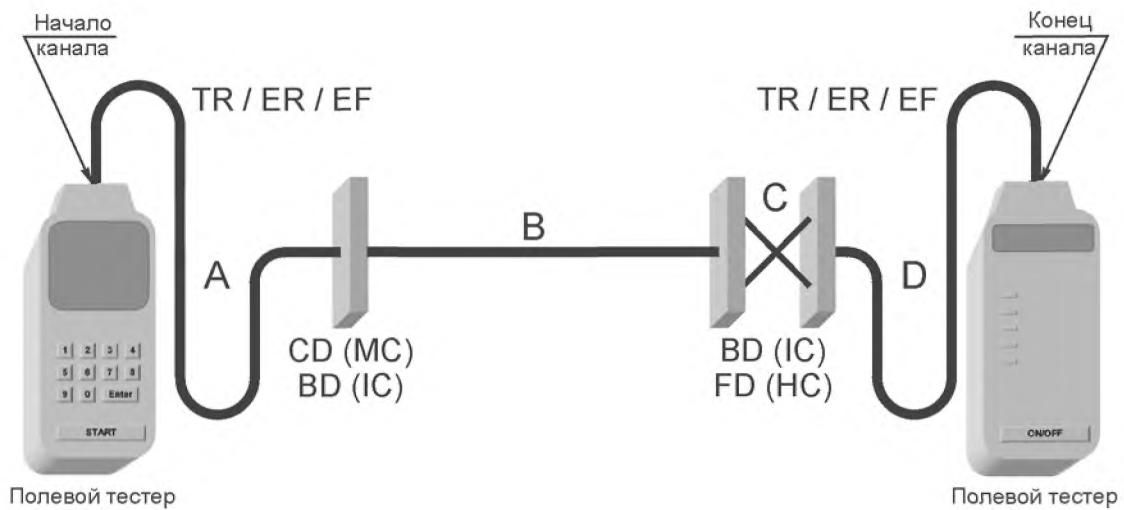 Начало
канала
Конец
канала
TR / ER / EF
TR / ER / EF
A
B
C
D
CD (MC)
BD (IC)
BD (IC)
FD (HC)
1 2 3 4
5 6 7 8
9 0 Enter
START
ON/OFF
Полевой тестер
Полевой тестер